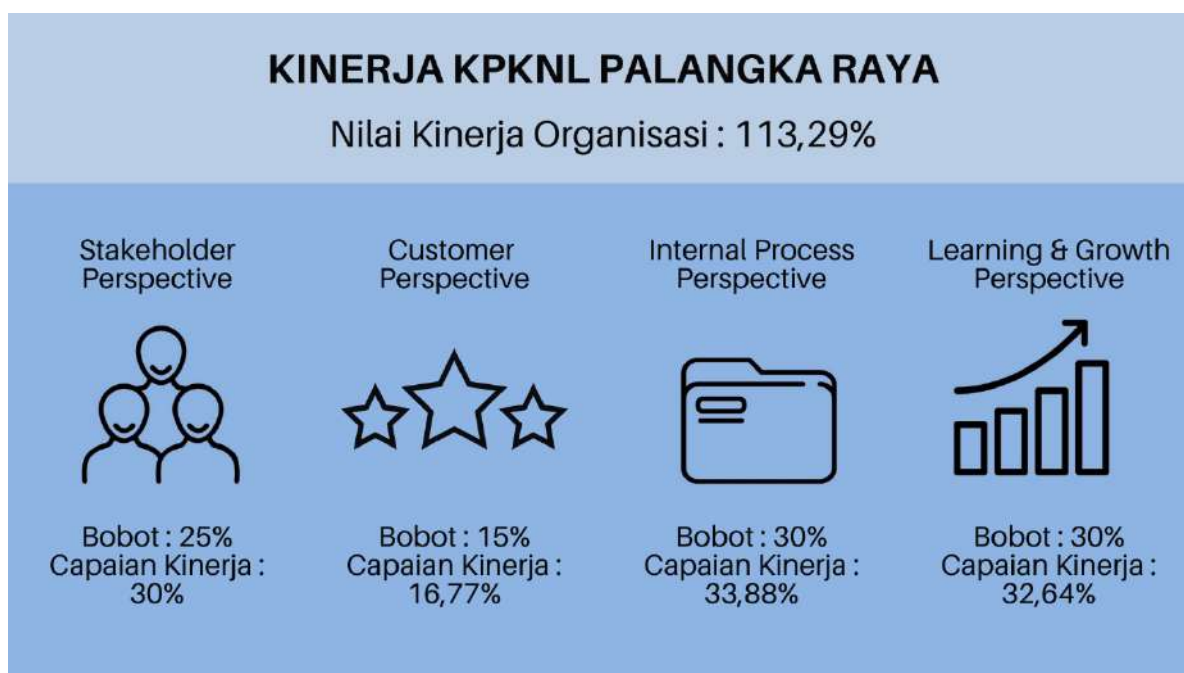 KINERJA KPKNL PALANGKA RAYA
Nilai Kinerja Organisasi : 113,29%
Stakeholder
Perspective
Bobot : 25%
Capaian Kinerja :
30%
Customer
Perspective
Bobot : 15%
Capaian Kinerja :
16,77%
Internal Process
Perspective
Bobot : 30%
Capaian Kinerja :
33,88%
Learning & Growth
Perspective
Bobot : 30%
Capaian Kinerja :
32,64%